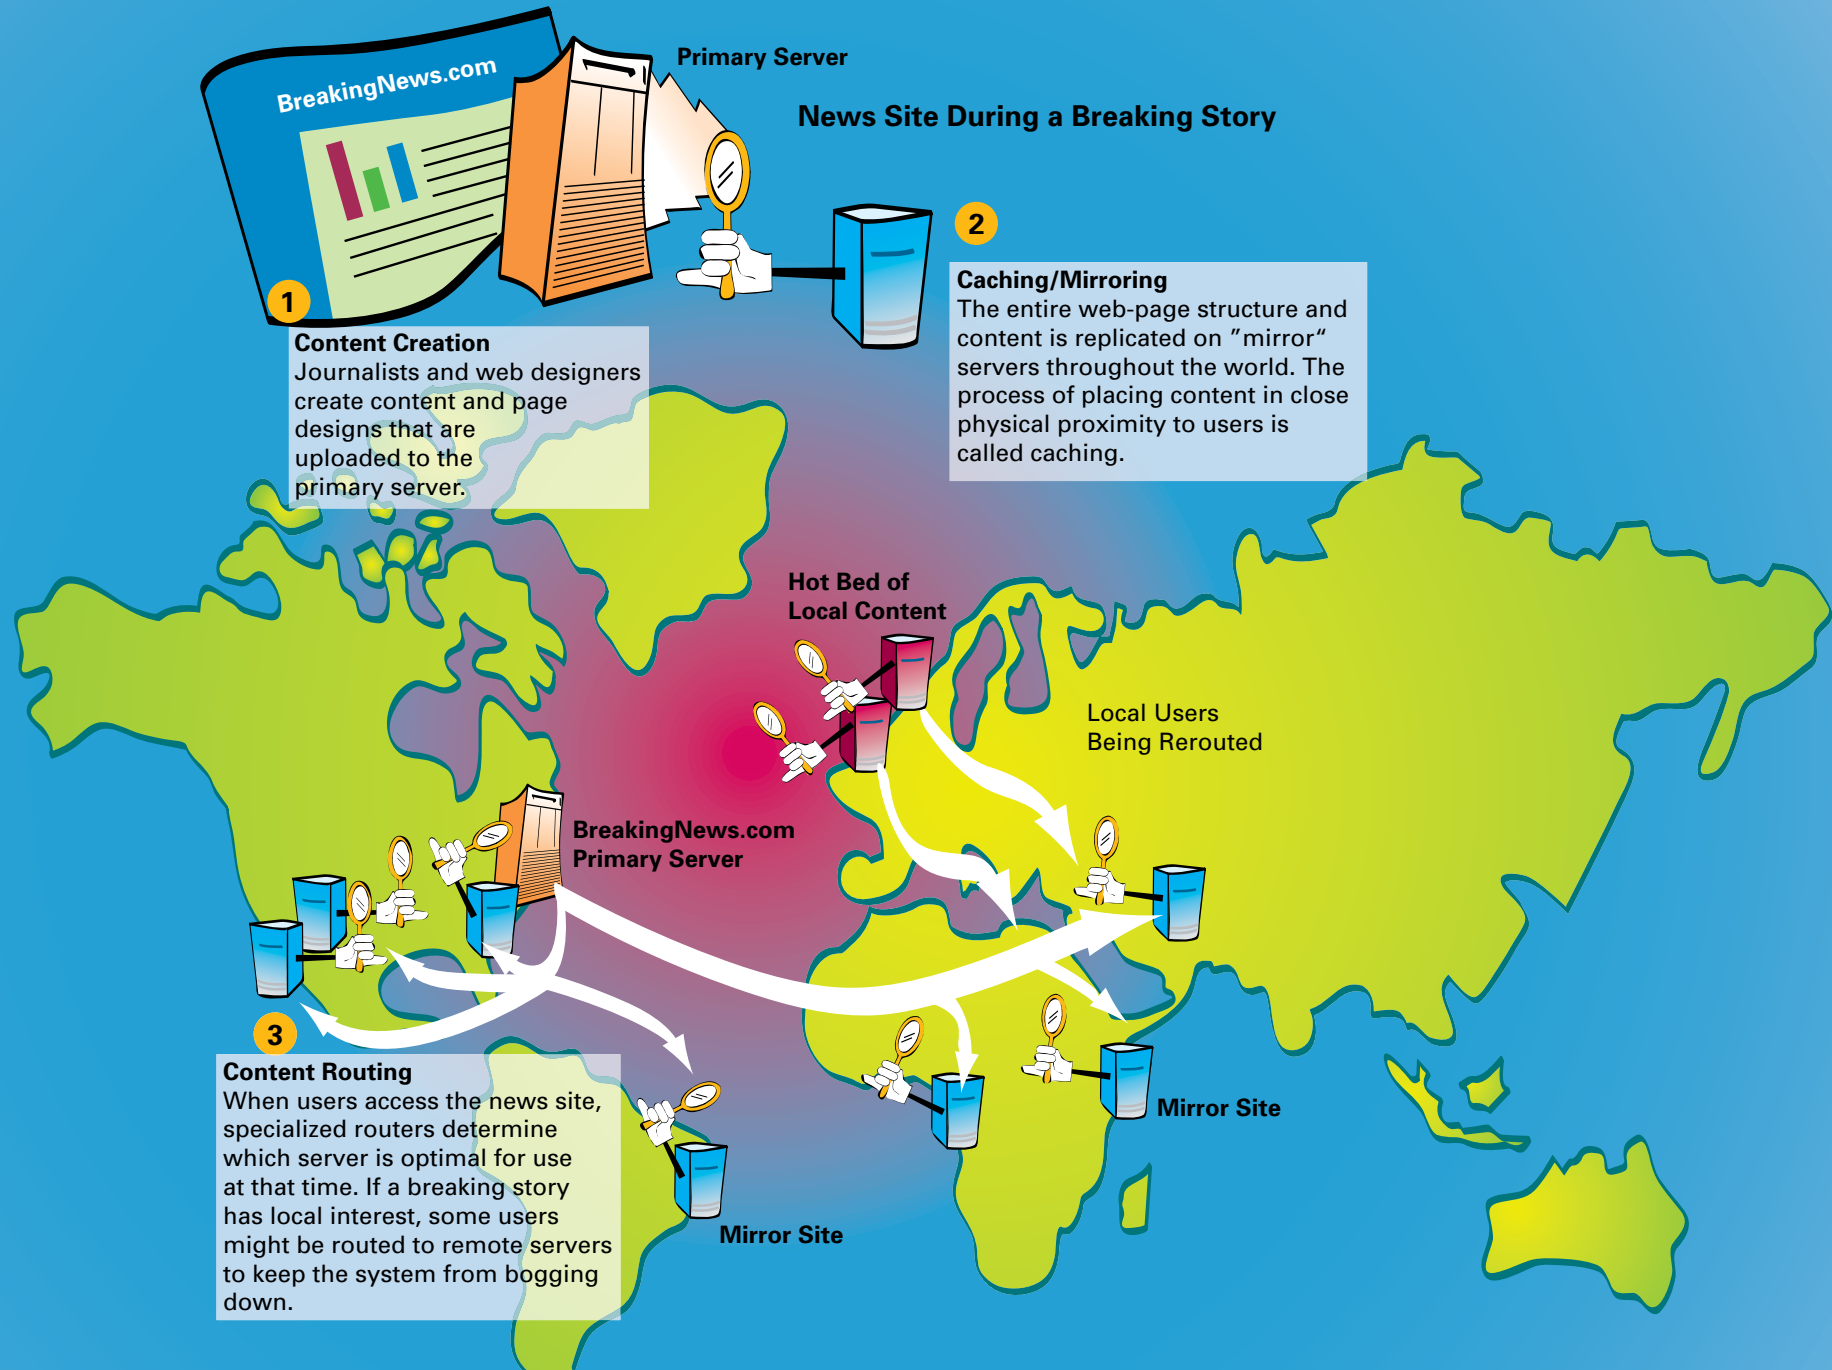 BreakingNews.com
Primary Server
News Site During a Breaking Story
1
Content Creation
Journalists and web designers
create content and page
designs that are
uploaded to the
primary server.
2
Caching/Mirroring
The entire web-page structure and
content is replicated on ”mirror“
servers throughout the world. The
process of placing content in close
physical proximity to users is
called caching.
Hot Bed of
Local Content
Local Users
Being Rerouted
BreakingNews.com
Primary Server
3
Content Routing
When users access the news site,
specialized routers determine
which server is optimal for use
at that time. If a breaking story
has local interest, some users
might be routed to remote servers
to keep the system from bogging
down.
Mirror Site
Mirror Site